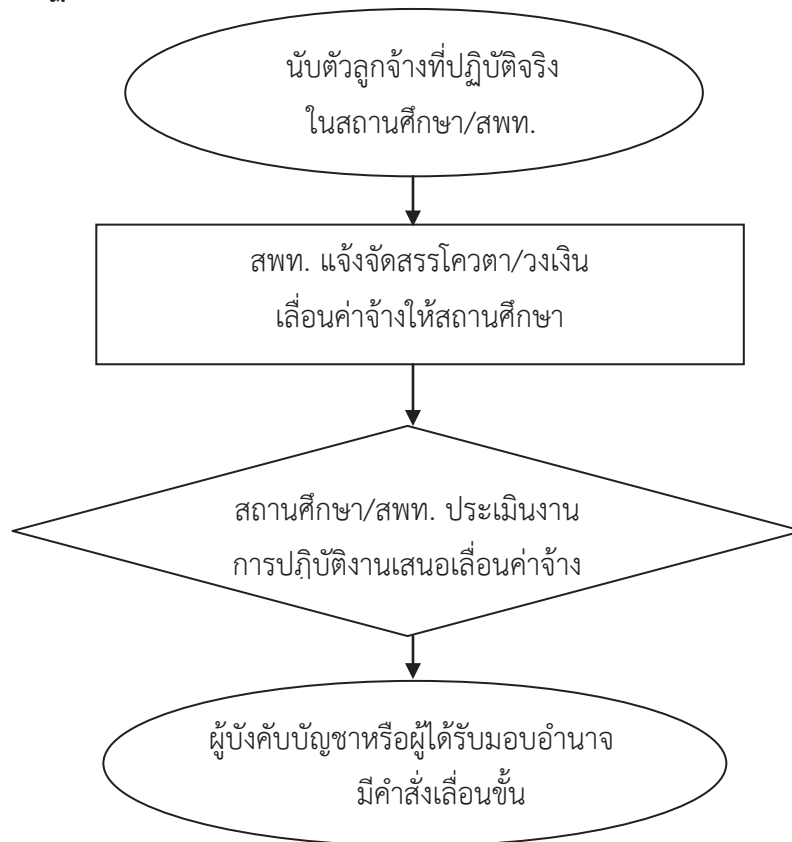 นับตัวลูกจ้างที่ปฏิบัติจริง
ในสถานศึกษา/สพท.
สพท. แจ้งจัดสรรโควตา/วงเงิน
เลื่อนค่าจ้างให้สถานศึกษา
สถานศึกษา/สพท. ประเมินงาน
การปฏิบัติงานเสนอเลื่อนค่าจ้าง
ผู้บังคับบัญชาหรือผู้ได้รับมอบอำนาจ
มีคำสั่งเลื่อนขั้น